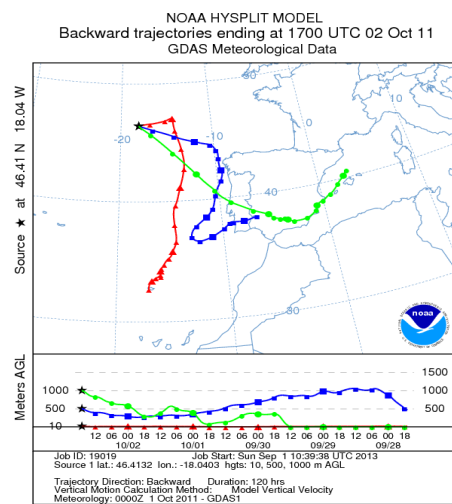 NOAA HYSPLIT MODEL
Backward trajectories ending at 1700 UTC 02 Oct 11
GDAS Meteorological Data
Source ★ at 46.41 N 18.04 W
-20
-10
0
10
50
40
30
noaa
Meters AGL
1500
1000 1000
500 500
10
12 06 00 18 12 06 00 18 12 06 00 18 12 06 00 18 12 06 00 18
10/02 10/01 09/30 09/29 09/28
Job ID: 19019 Job Start: Sun Sep 1 10:39:38 UTC 2013
Source 1 lat.: 46.4132 lon.: -18.0403 hgts: 10, 500, 1000 m AGL
Trajectory Direction: Backward Duration: 120 hrs
Vertical Motion Calculation Method: Model Vertical Velocity
Meteorology: 0000Z 1 Oct 2011 - GDAS1